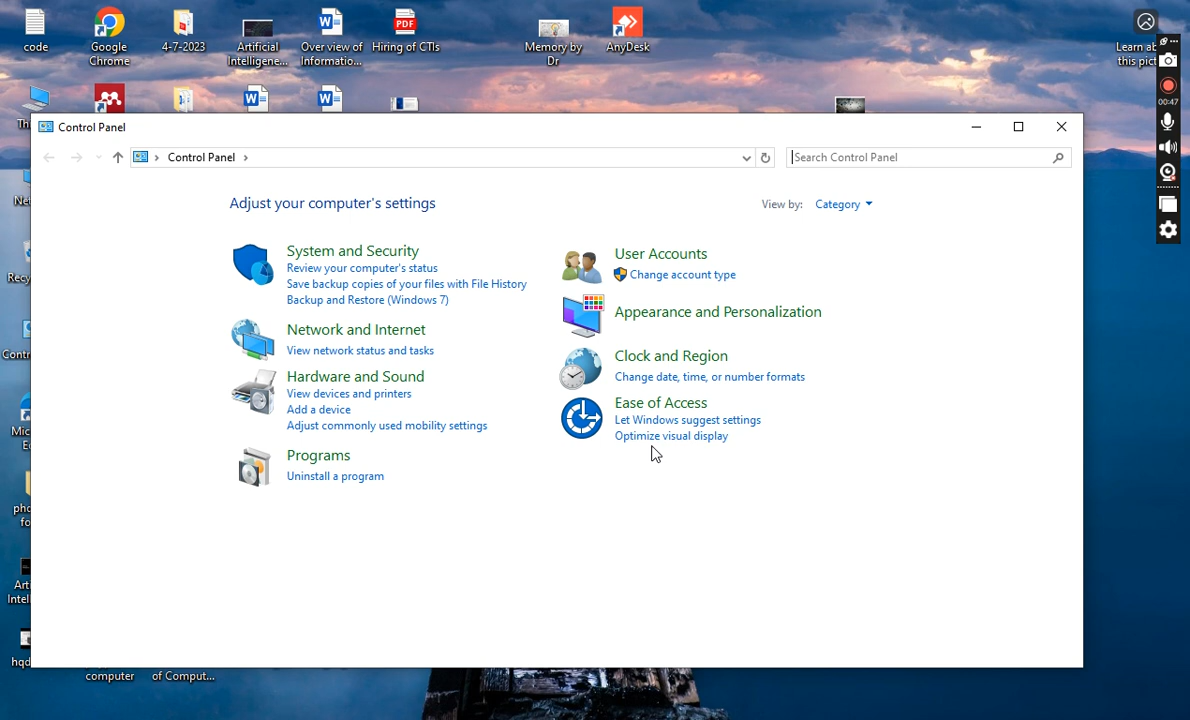 code
Google
Chrome
4-7-2023
Artificial
Intelligene...
Over view of
Informatio...
PDF
Hiring of CTIs
Memory by
Dr
AnyDesk
this pict
00:47
Control Panel
Control Panel
Search Control Panel
Adjust your computer's settings
View by: Category
System and Security
Review your computer's status
Save backup copies of your files with File History
Backup and Restore (Windows 7)
Network and Internet
View network status and tasks
Hardware and Sound
View devices and printers
Add a device
Adjust commonly used mobility settings
Programs
Uninstall a program
User Accounts
Change account type
Appearance and Personalization
Clock and Region
Change date, time, or number formats
Ease of Access
Let Windows suggest settings
Optimize visual display
computer
of Comput...